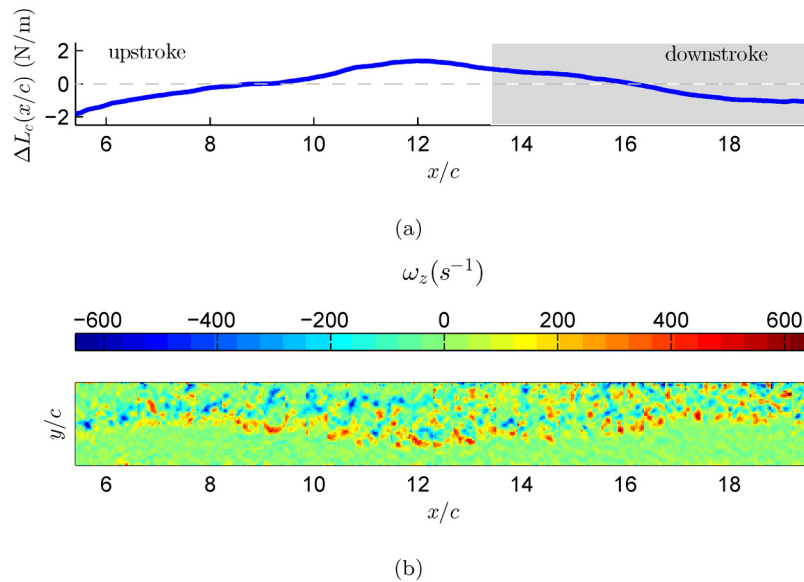 upstroke
downstroke
ΔL_c(x/c) (N/m)
2
0
−2
6 8 10 12 14 16 18
x/c
(a)
ω_z(s^−1)
−600 −400 −200 0 200 400 600
y/c
6 8 10 12 14 16 18
x/c
(b)